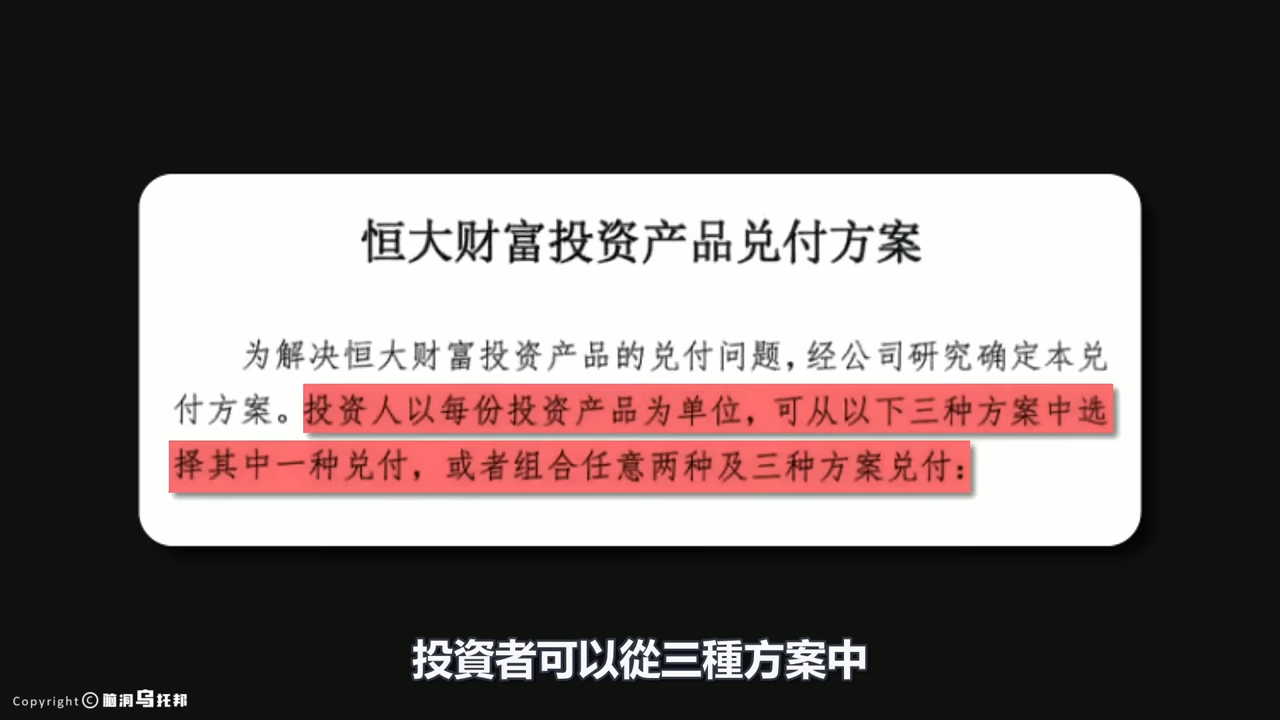 恒大财富投资产品兑付方案
为解决恒大财富投资产品的兑付问题,经公司研究确定本兑
付方案。投资人以每份投资产品为单位,可从以下三种方案中选
择其中一种兑付,或者组合任意两种及三种方案兑付:
投資者可以從三種方案中
Copyright © 脑洞乌托邦